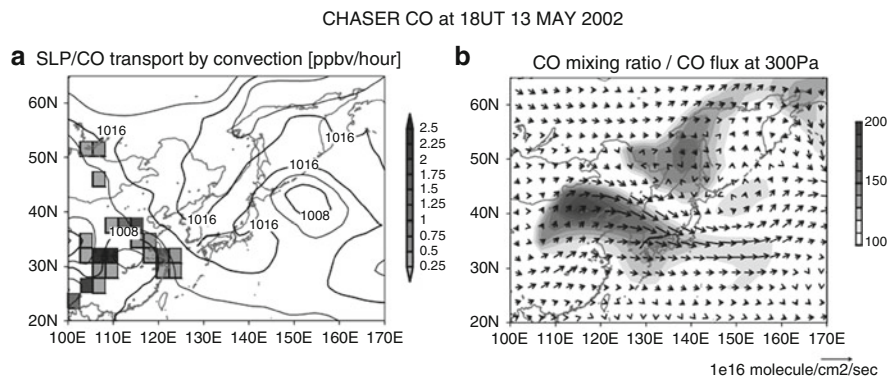 CHASER CO at 18UT 13 MAY 2002
a SLP/CO transport by convection [ppbv/hour]
60N
50N
40N
30N
20N
100E 110E 120E 130E 140E 150E 160E 170E
1016
1016
1016
1016
1016
1008
1008
2.5
2.25
2
1.75
1.5
1.25
1
0.75
0.5
0.25
b CO mixing ratio / CO flux at 300Pa
60N
50N
40N
30N
20N
100E 110E 120E 130E 140E 150E 160E 170E
200
150
100
1e16 molecule/cm2/sec